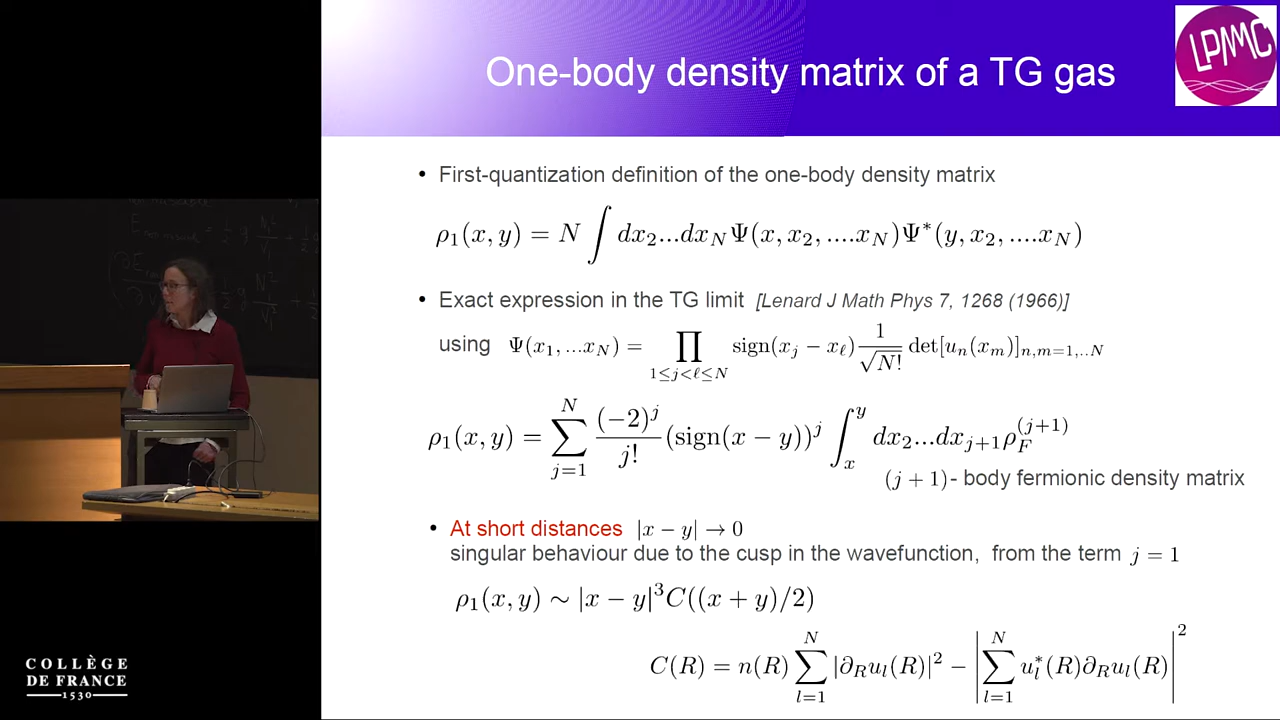 One-body density matrix of a TG gas
LPMMC
• First-quantization definition of the one-body density matrix
ρ₁(x, y) = N ∫ dx₂...dx_N Ψ(x, x₂, ....x_N)Ψ*(y, x₂, ....x_N)
• Exact expression in the TG limit [Lenard J Math Phys 7, 1268 (1966)]
using Ψ(x₁, ...x_N) = ∏_{1≤j<ℓ≤N} sign(x_j − x_ℓ) 1/√N! det[u_n(x_m)]_{n,m=1,..N}
ρ₁(x, y) = ∑_{j=1}^{N} (−2)^j/j! (sign(x − y))^j ∫_x^y dx₂...dx_{j+1} ρ_F^{(j+1)}
(j + 1)- body fermionic density matrix
• At short distances |x − y| → 0
singular behaviour due to the cusp in the wavefunction, from the term j = 1
ρ₁(x, y) ∼ |x − y|³C((x + y)/2)
C(R) = n(R) ∑_{l=1}^{N} |∂_R u_l(R)|² − |∑_{l=1}^{N} u_l*(R)∂_R u_l(R)|²
COLLÈGE
DE FRANCE
1530